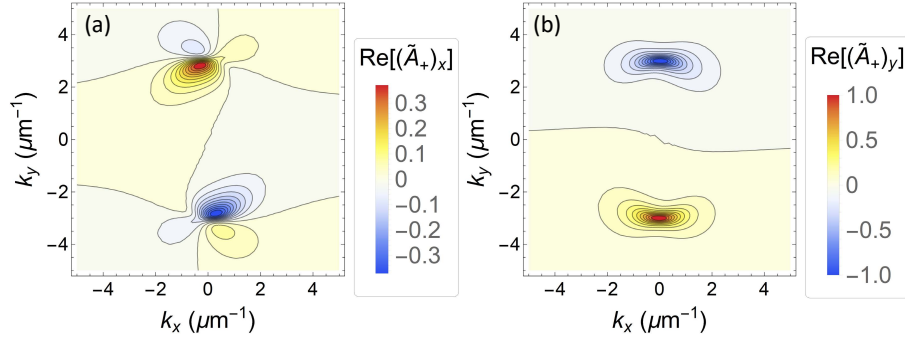 (a)
4
2
0
−2
−4
k_y (μm⁻¹)
−4 −2 0 2 4
k_x (μm⁻¹)
Re[(Ã₊)ₓ]
0.3
0.2
0.1
0
−0.1
−0.2
−0.3
(b)
4
2
0
−2
−4
k_y (μm⁻¹)
−4 −2 0 2 4
k_x (μm⁻¹)
Re[(Ã₊)_y]
1.0
0.5
0
−0.5
−1.0